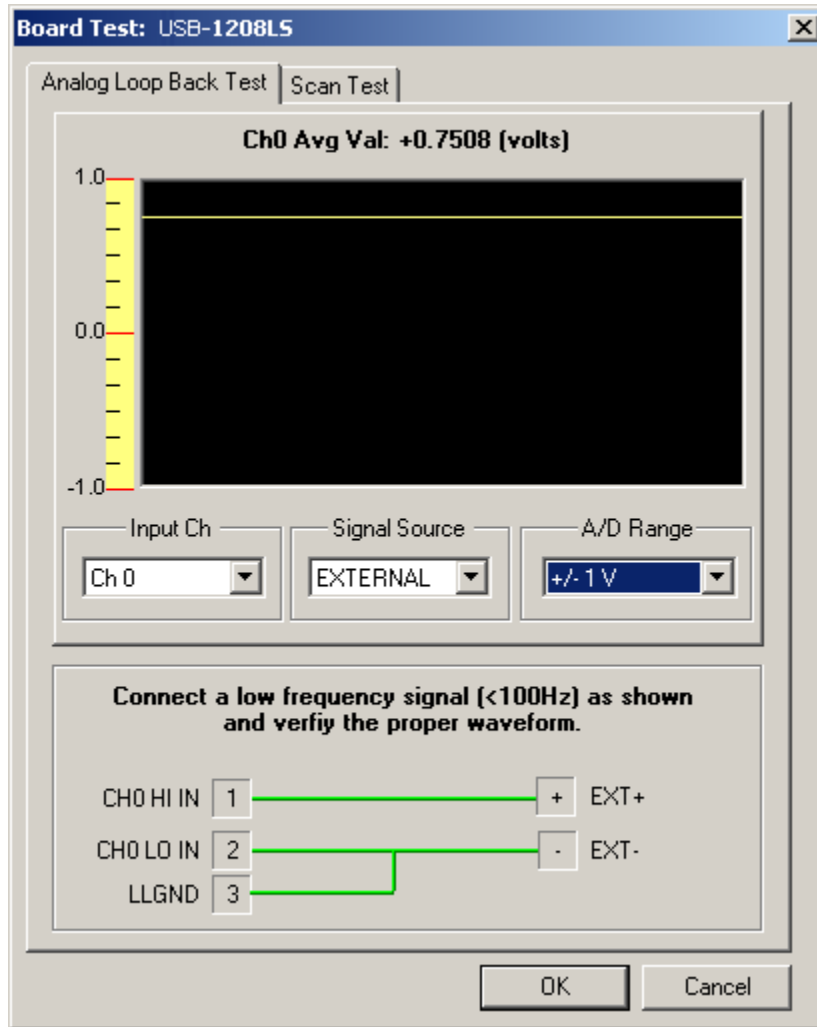 Board Test: USB-1208LS
Analog Loop Back Test
Scan Test
Ch0 Avg Val: +0.7508 (volts)
1.0
0.0
-1.0
Input Ch
Signal Source
A/D Range
Ch 0
EXTERNAL
+/- 1 V
Connect a low frequency signal (<100Hz) as shown
and verfiy the proper waveform.
CH0 HI IN 1 + EXT+
CH0 LO IN 2 - EXT-
LLGND 3
OK
Cancel